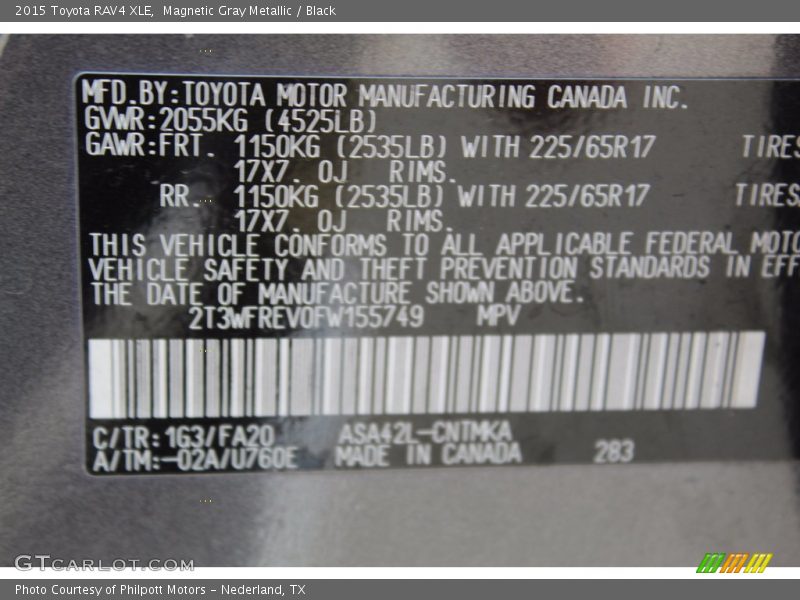 2015 Toyota RAV4 XLE, Magnetic Gray Metallic / Black
MFD.BY:TOYOTA MOTOR MANUFACTURING CANADA INC.
GVWR:2055KG (4525LB)
GAWR:FRT. 1150KG (2535LB) WITH 225/65R17 TIRES
17X7. 0J RIMS.
RR. 1150KG (2535LB) WITH 225/65R17 TIRES
17X7. 0J RIMS.
THIS VEHICLE CONFORMS TO ALL APPLICABLE FEDERAL MOTO
VEHICLE SAFETY AND THEFT PREVENTION STANDARDS IN EFF
THE DATE OF MANUFACTURE SHOWN ABOVE.
2T3WFREV0FW155749 MPV
C/TR:1G3/FA20 ASA42L-CNTMKA
A/TM:-02A/U760E MADE IN CANADA 283
GTCARLOT.COM
Photo Courtesy of Philpott Motors - Nederland, TX